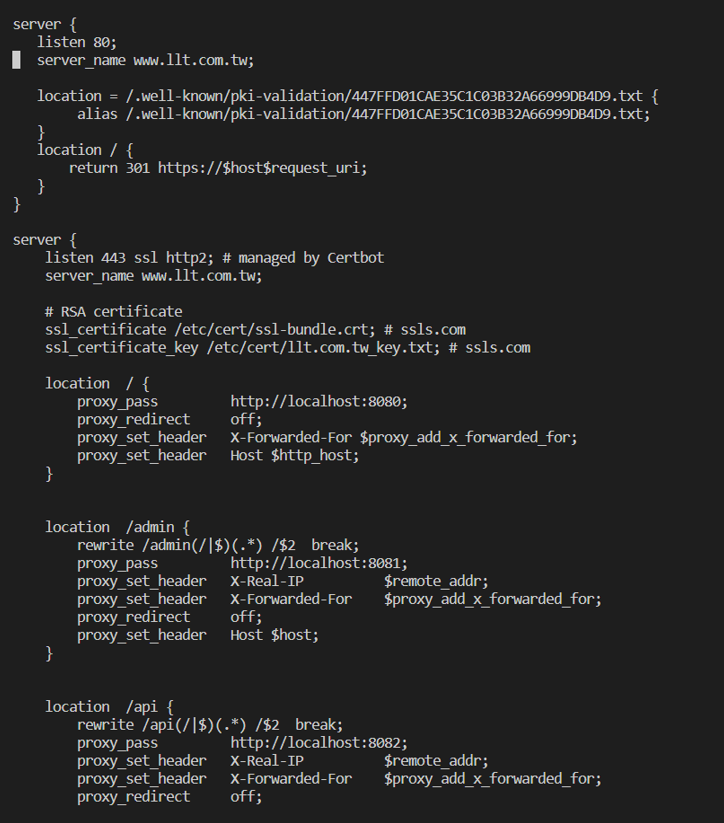 server {
listen 80;
server_name www.llt.com.tw;
location = /.well-known/pki-validation/447FFD01CAE35C1C03B32A66999DB4D9.txt {
alias /.well-known/pki-validation/447FFD01CAE35C1C03B32A66999DB4D9.txt;
}
location / {
return 301 https://$host$request_uri;
}
}
server {
listen 443 ssl http2; # managed by Certbot
server_name www.llt.com.tw;
# RSA certificate
ssl_certificate /etc/cert/ssl-bundle.crt; # ssls.com
ssl_certificate_key /etc/cert/llt.com.tw_key.txt; # ssls.com
location  / {
proxy_pass         http://localhost:8080;
proxy_redirect     off;
proxy_set_header   X-Forwarded-For $proxy_add_x_forwarded_for;
proxy_set_header   Host $http_host;
}
location  /admin {
rewrite /admin(/|$)(.*) /$2  break;
proxy_pass         http://localhost:8081;
proxy_set_header   X-Real-IP          $remote_addr;
proxy_set_header   X-Forwarded-For    $proxy_add_x_forwarded_for;
proxy_redirect     off;
proxy_set_header   Host $host;
}
location  /api {
rewrite /api(/|$)(.*) /$2  break;
proxy_pass         http://localhost:8082;
proxy_set_header   X-Real-IP          $remote_addr;
proxy_set_header   X-Forwarded-For    $proxy_add_x_forwarded_for;
proxy_redirect     off;